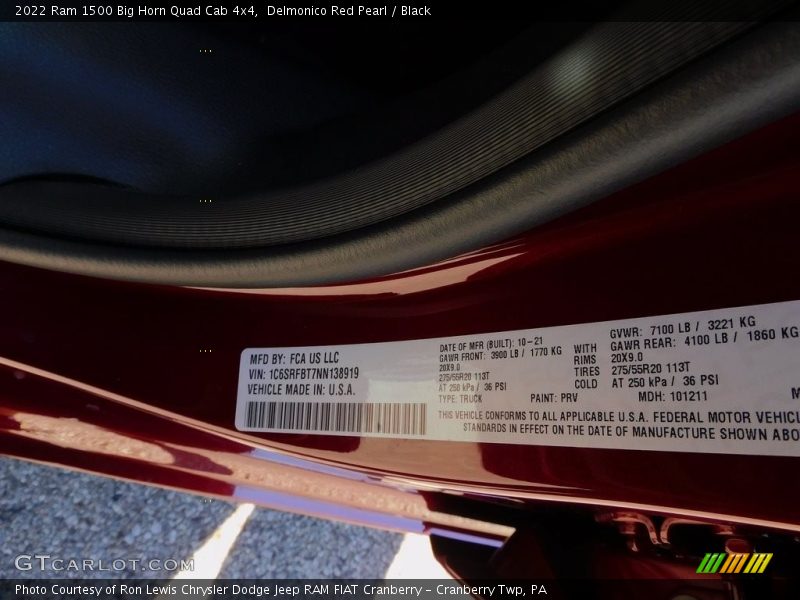 2022 Ram 1500 Big Horn Quad Cab 4x4,  Delmonico Red Pearl / Black
MFD BY: FCA US LLC
VIN: 1C6SRFBT7NN138919
VEHICLE MADE IN: U.S.A.
DATE OF MFR (BUILT): 10-21
GAWR FRONT: 3900 LB / 1770 KG
20X9.0
275/55R20 113T
AT 250 kPa / 36 PSI
TYPE: TRUCK
PAINT: PRV
WITH
RIMS
TIRES
COLD
GVWR: 7100 LB / 3221 KG
GAWR REAR: 4100 LB / 1860 KG
20X9.0
275/55R20 113T
AT 250 kPa / 36 PSI
MDH: 101211
THIS VEHICLE CONFORMS TO ALL APPLICABLE U.S.A. FEDERAL MOTOR VEHICL
STANDARDS IN EFFECT ON THE DATE OF MANUFACTURE SHOWN ABO
GTCARLOT.COM
Photo Courtesy of Ron Lewis Chrysler Dodge Jeep RAM FIAT Cranberry - Cranberry Twp, PA